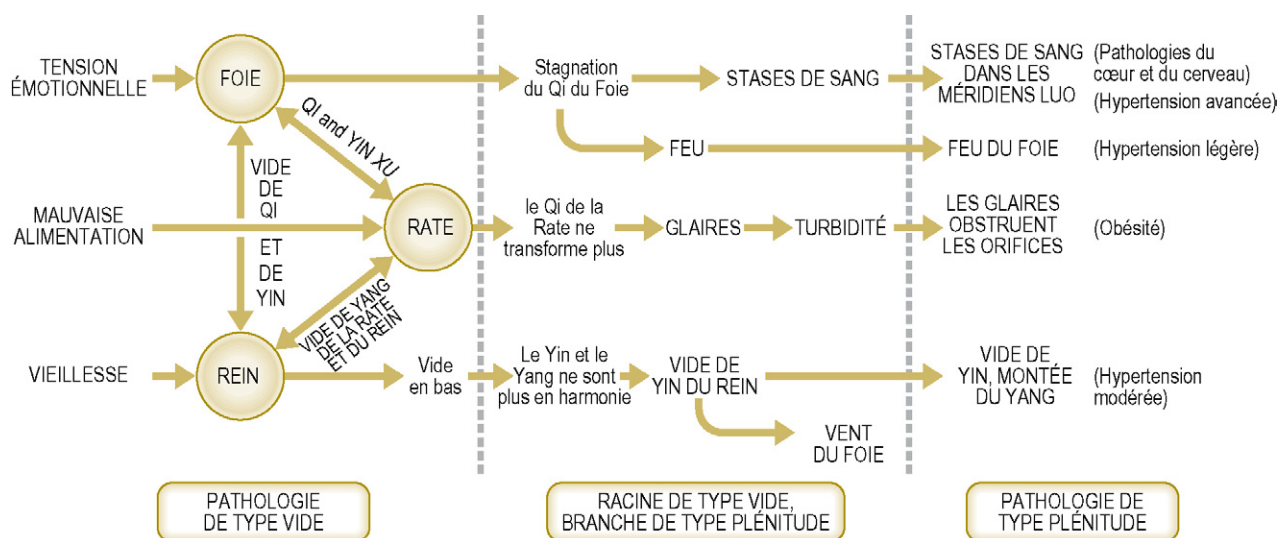 TENSION
ÉMOTIONNELLE
FOIE
Stagnation
du Qi du Foie
STASES DE SANG
STASES DE SANG
DANS LES
MÉRIDIENS LUO
(Pathologies du
cœur et du cerveau)
(Hypertension avancée)
QI and YIN XU
FEU
FEU DU FOIE
(Hypertension légère)
VIDE
DE
QI
ET
DE
YIN
MAUVAISE
ALIMENTATION
RATE
le Qi de la
Rate ne
transforme plus
GLAIRES
TURBIDITÉ
LES GLAIRES
OBSTRUENT
LES ORIFICES
(Obésité)
VIDE DE YANG
DE LA RATE
ET DU REIN
VIEILLESSE
REIN
Vide
en bas
Le Yin et le
Yang ne sont
plus en harmonie
VIDE DE
YIN DU REIN
VIDE DE
YIN, MONTÉE
DU YANG
(Hypertension
modérée)
VENT
DU FOIE
PATHOLOGIE
DE TYPE VIDE
RACINE DE TYPE VIDE,
BRANCHE DE TYPE PLÉNITUDE
PATHOLOGIE DE
TYPE PLÉNITUDE